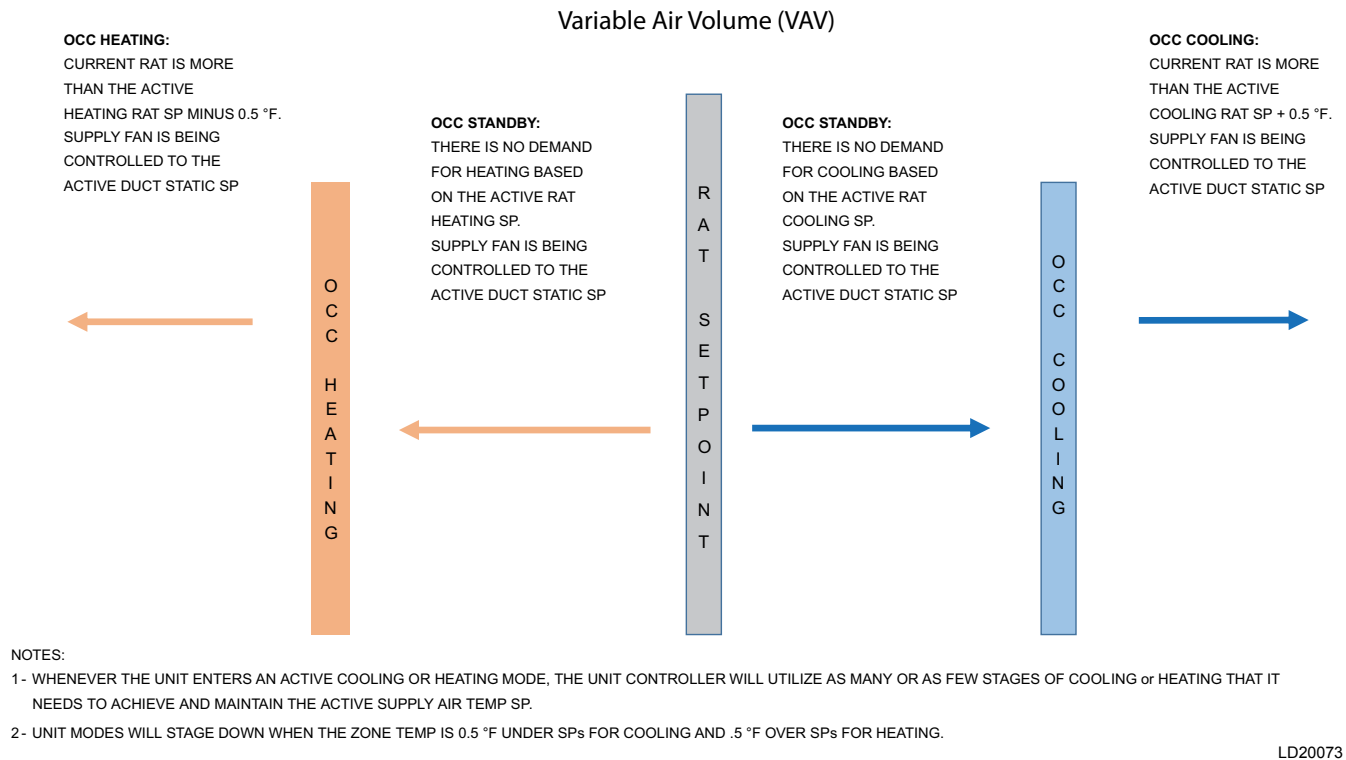 Variable Air Volume (VAV)
OCC HEATING:
CURRENT RAT IS MORE
THAN THE ACTIVE
HEATING RAT SP MINUS 0.5 °F.
SUPPLY FAN IS BEING
CONTROLLED TO THE
ACTIVE DUCT STATIC SP
OCC STANDBY:
THERE IS NO DEMAND
FOR HEATING BASED
ON THE ACTIVE RAT
HEATING SP.
SUPPLY FAN IS BEING
CONTROLLED TO THE
ACTIVE DUCT STATIC SP
OCC STANDBY:
THERE IS NO DEMAND
FOR COOLING BASED
ON THE ACTIVE RAT
COOLING SP.
SUPPLY FAN IS BEING
CONTROLLED TO THE
ACTIVE DUCT STATIC SP
OCC COOLING:
CURRENT RAT IS MORE
THAN THE ACTIVE
COOLING RAT SP + 0.5 °F.
SUPPLY FAN IS BEING
CONTROLLED TO THE
ACTIVE DUCT STATIC SP
OCC HEATING
RAT SETPOINT
OCC COOLING
NOTES:
1- WHENEVER THE UNIT ENTERS AN ACTIVE COOLING OR HEATING MODE, THE UNIT CONTROLLER WILL UTILIZE AS MANY OR AS FEW STAGES OF COOLING or HEATING THAT IT
NEEDS TO ACHIEVE AND MAINTAIN THE ACTIVE SUPPLY AIR TEMP SP.
2- UNIT MODES WILL STAGE DOWN WHEN THE ZONE TEMP IS 0.5 °F UNDER SPs FOR COOLING AND .5 °F OVER SPs FOR HEATING.
LD20073